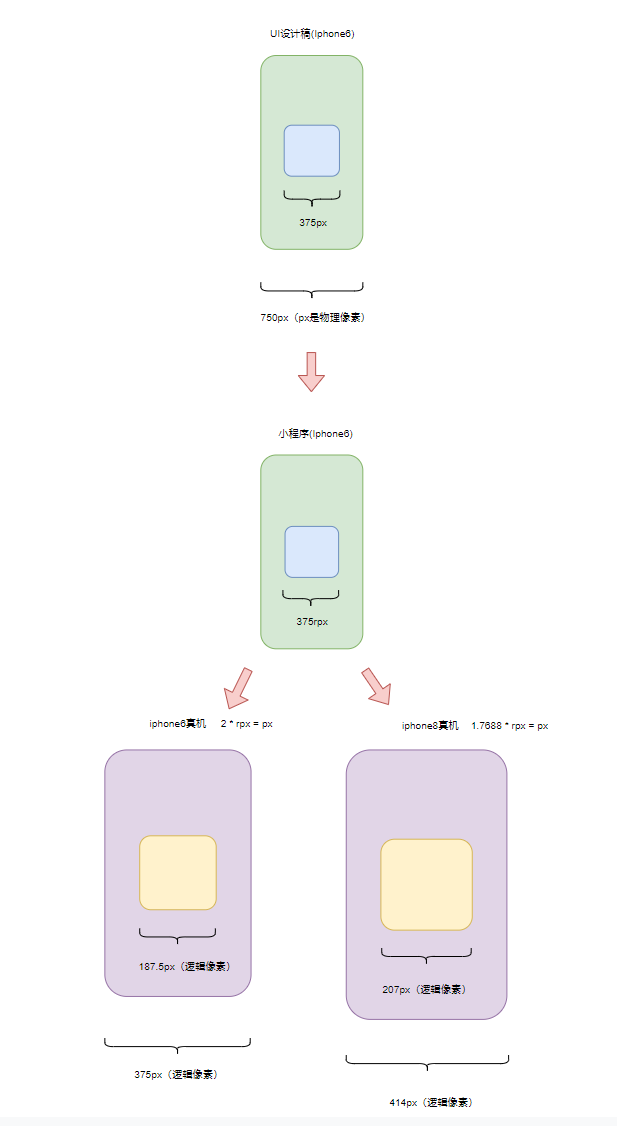 UI设计稿(Iphone6)
375px
750px（px是物理像素）
小程序(Iphone6)
375rpx
iphone6真机 2 * rpx = px
iphone8真机 1.7688 * rpx = px
187.5px（逻辑像素）
207px（逻辑像素）
375px（逻辑像素）
414px（逻辑像素）